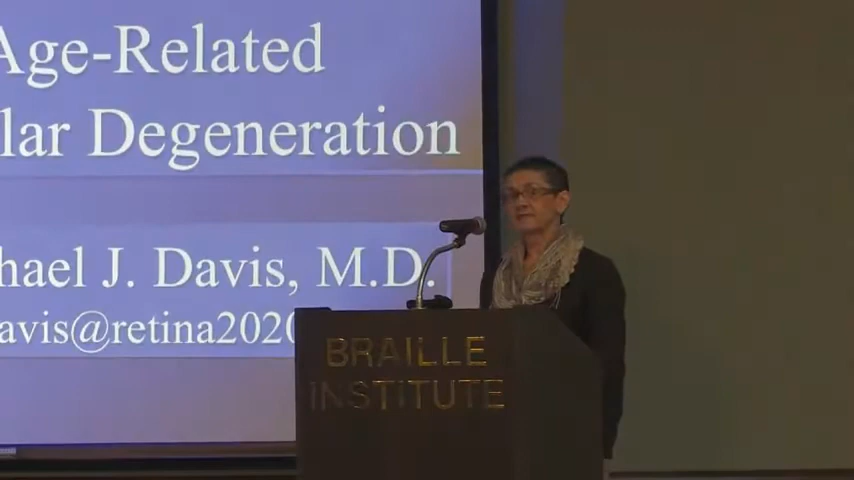 Age-Related
lar Degeneration
hael J. Davis, M.D.
avis@retina2020
BRAILLE
INSTITUTE